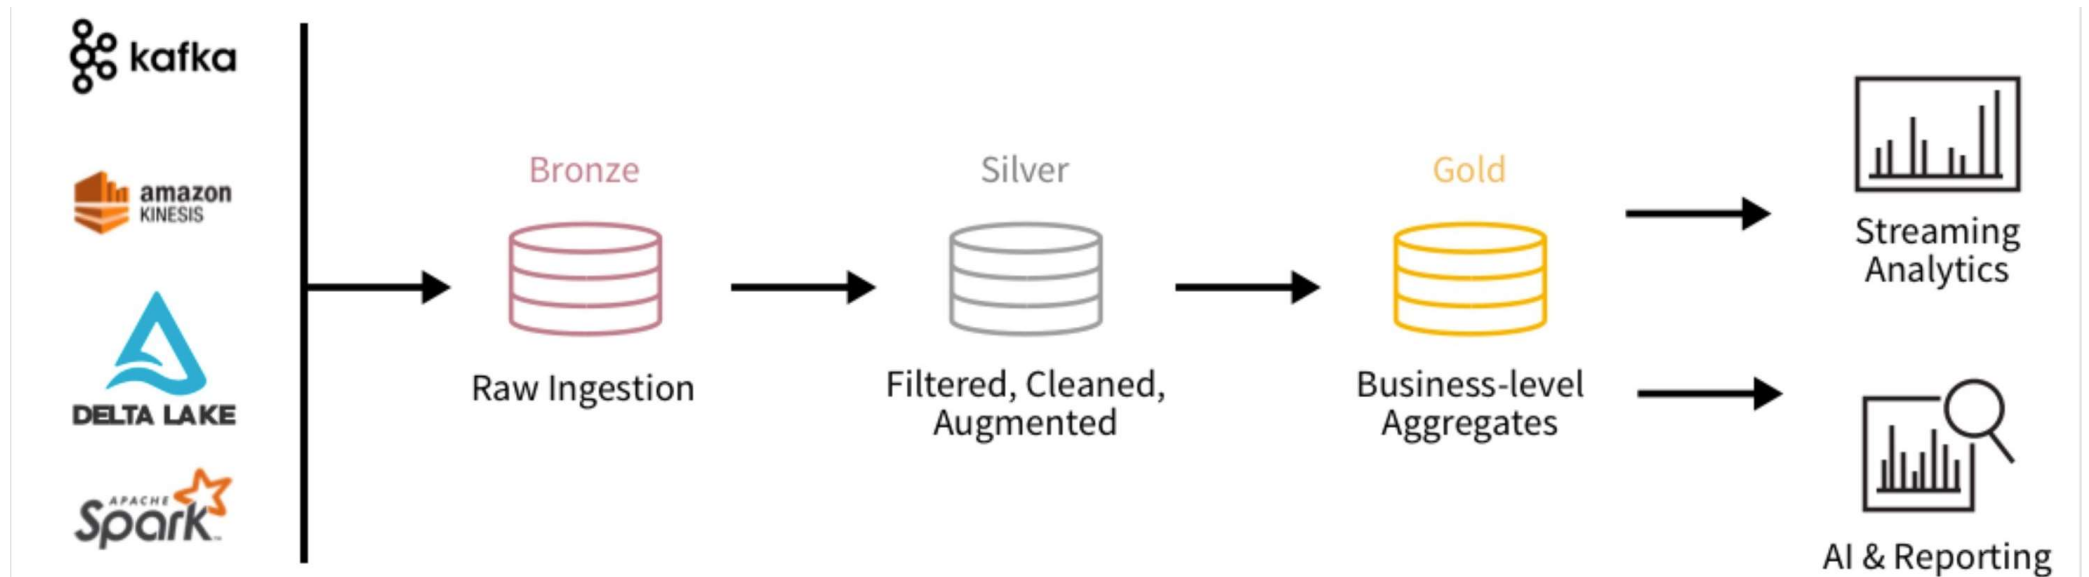 kafka
amazon
KINESIS
DELTA LAKE
APACHE
Spark™
Bronze
Raw Ingestion
Silver
Filtered, Cleaned,
Augmented
Gold
Business-level
Aggregates
Streaming
Analytics
AI & Reporting